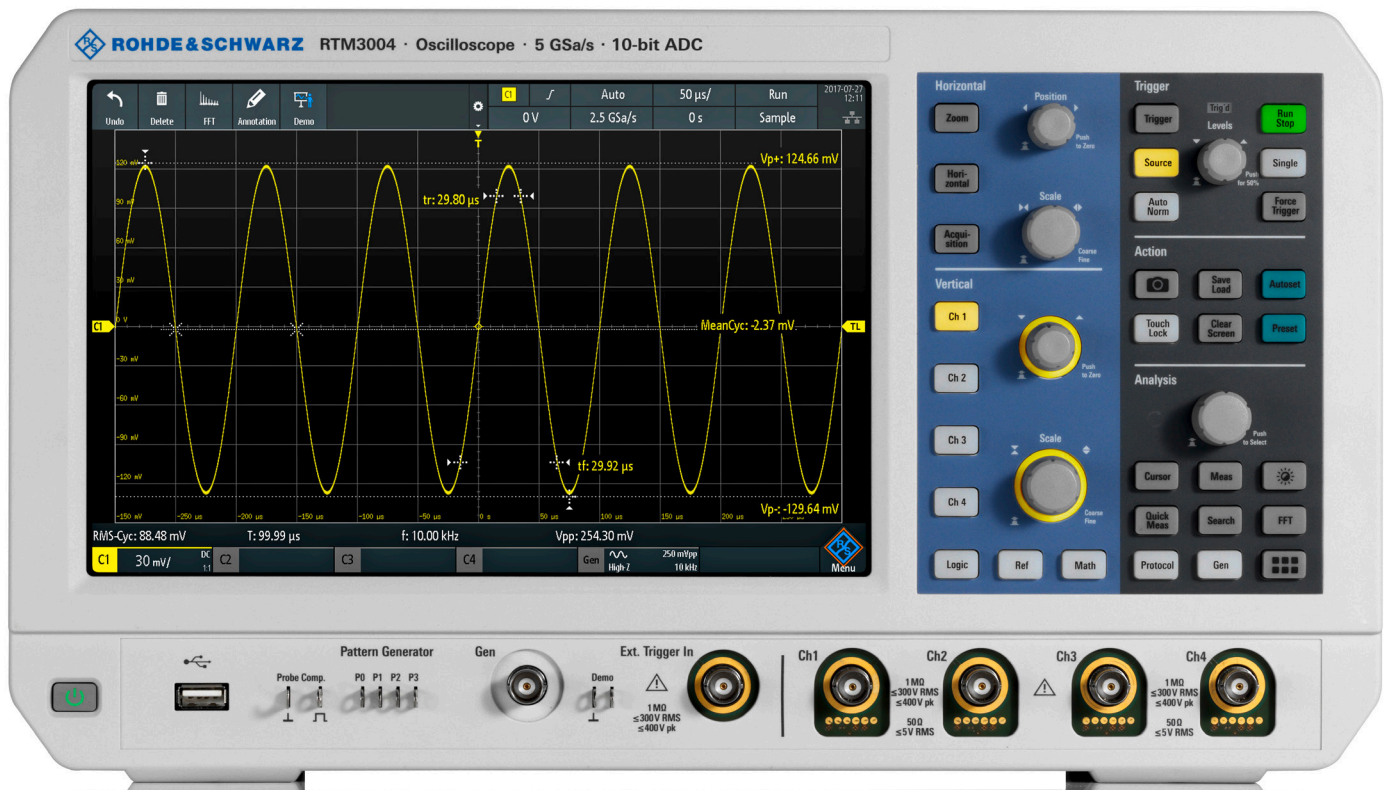 ROHDE&SCHWARZ RTM3004 · Oscilloscope · 5 GSa/s · 10-bit ADC
Undo Delete FFT Annotation Demo
C1 Auto 50 µs/ Run
0 V 2.5 GSa/s 0 s Sample
2017-07-27
12:11
T
Vp+: 124.66 mV
tr: 29.80 µs
MeanCyc: -2.37 mV
tf: 29.92 µs
Vp-: -129.64 mV
C1
TL
120 mV
90 mV
60 mV
30 mV
0 V
-30 mV
-60 mV
-90 mV
-120 mV
-150 mV
-250 µs -200 µs -150 µs -100 µs -50 µs 0 s 50 µs 100 µs 150 µs 200 µs
RMS-Cyc: 88.48 mV T: 99.99 µs f: 10.00 kHz Vpp: 254.30 mV
C1 30 mV/ DC 1:1 C2 C3 C4 Gen High-Z 250 mVpp 10 kHz
R&S
Menu
Horizontal
Position
Zoom
Push
to Zero
Hori-
zontal
Scale
Acqui-
sition
Coarse
Fine
Vertical
Ch 1
Push
to Zero
Ch 2
Ch 3
Scale
Ch 4
Coarse
Fine
Logic Ref Math
Trigger
Trigger
Trig'd
Levels
Run
Stop
Source
Push
for 50%
Single
Auto
Norm
Force
Trigger
Action
Save
Load
Autoset
Touch
Lock
Clear
Screen
Preset
Analysis
Push
to Select
Cursor Meas
Quick
Meas
Search FFT
Protocol Gen
Pattern Generator
Probe Comp.
P0 P1 P2 P3
Gen
Demo
Ext. Trigger In
1 MΩ
≤300 V RMS
≤400 V pk
Ch1 Ch2
1 MΩ
≤300 V RMS
≤400 V pk
50 Ω
≤5 V RMS
Ch3 Ch4
1 MΩ
≤300 V RMS
≤400 V pk
50 Ω
≤5 V RMS